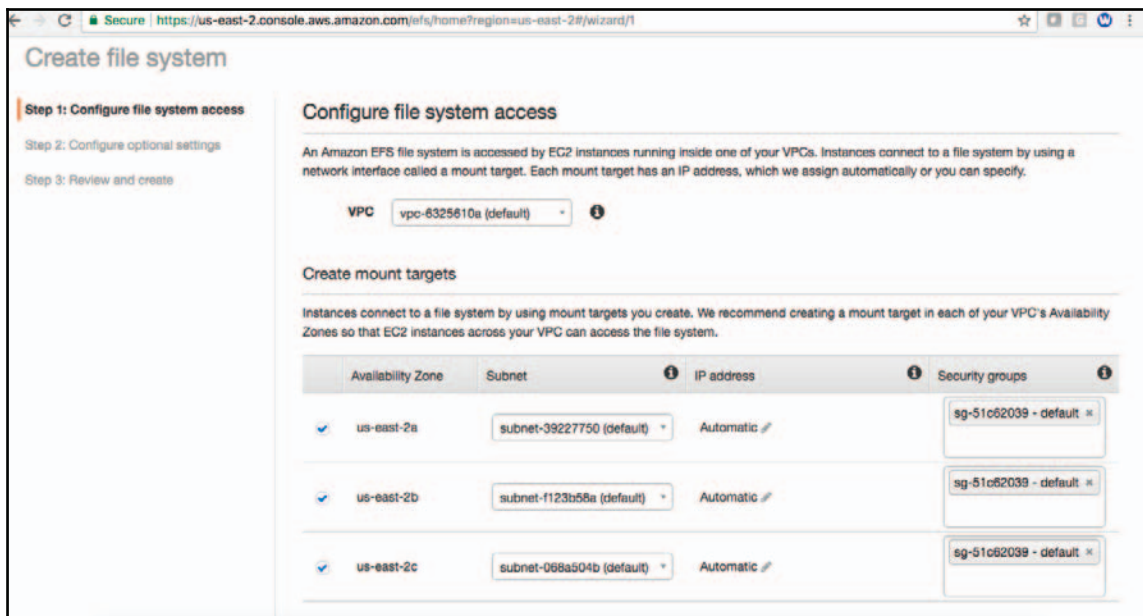 Secure | https://us-east-2.console.aws.amazon.com/efs/home?region=us-east-2#/wizard/1
Create file system
Step 1: Configure file system access
Step 2: Configure optional settings
Step 3: Review and create
Configure file system access
An Amazon EFS file system is accessed by EC2 instances running inside one of your VPCs. Instances connect to a file system by using a
network interface called a mount target. Each mount target has an IP address, which we assign automatically or you can specify.
VPC vpc-6325610a (default)
Create mount targets
Instances connect to a file system by using mount targets you create. We recommend creating a mount target in each of your VPC's Availability
Zones so that EC2 instances across your VPC can access the file system.
Availability Zone Subnet IP address Security groups
us-east-2a subnet-39227750 (default) Automatic sg-51c62039 - default
us-east-2b subnet-f123b58a (default) Automatic sg-51c62039 - default
us-east-2c subnet-068a504b (default) Automatic sg-51c62039 - default